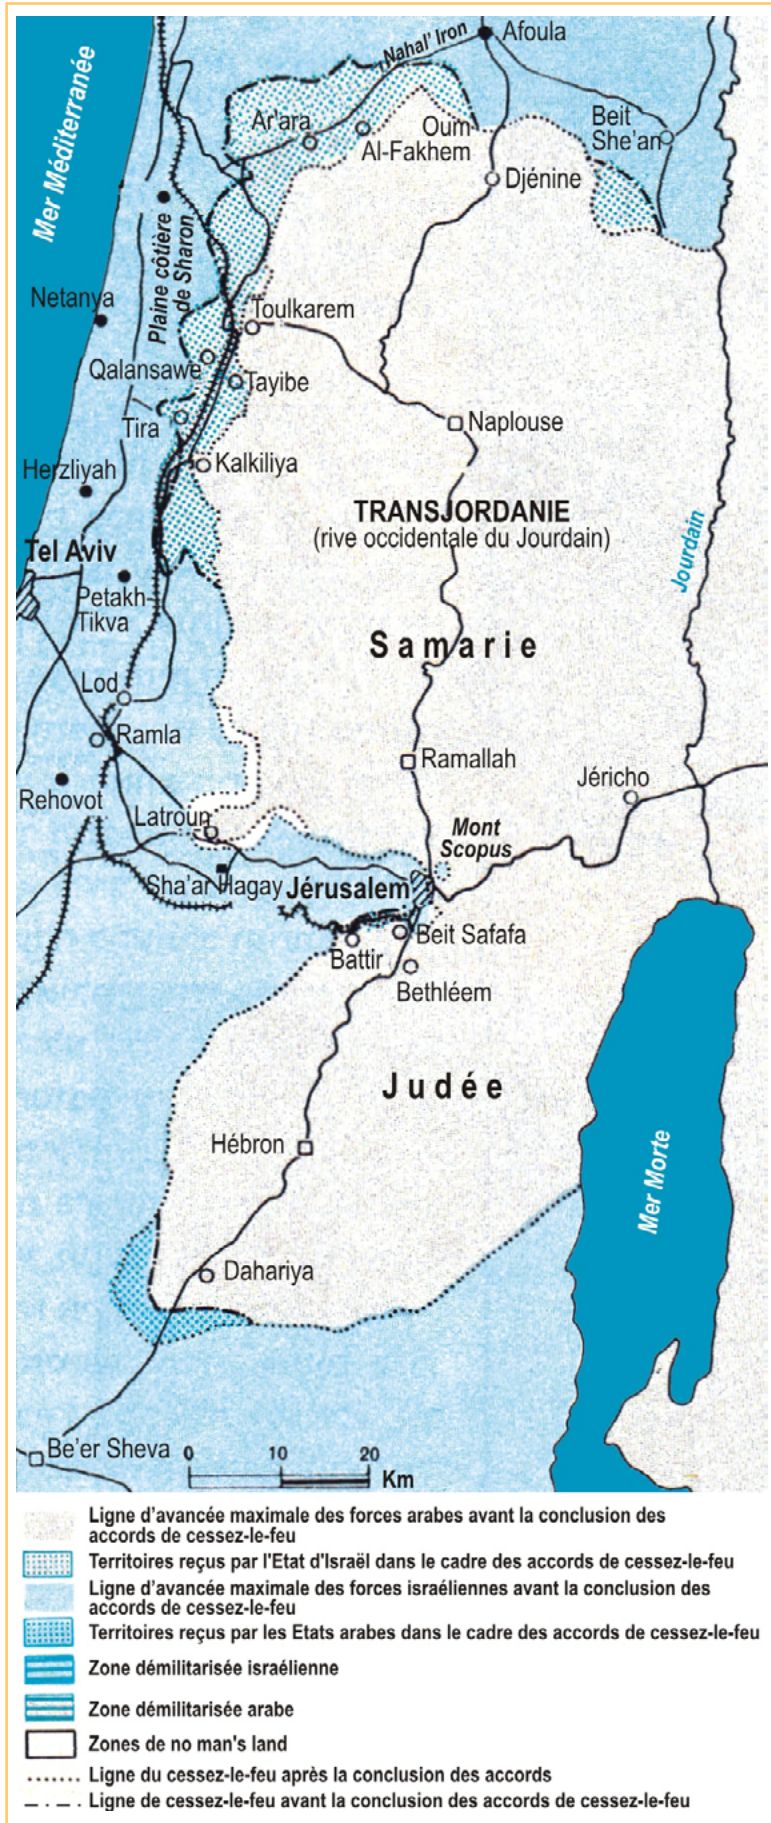 Nahal' Iron
Afoula
Mer Méditerranée
Ar'ara
Oum
Al-Fakhem
Beit
She'an
Djénine
Plaine côtière
de Sharon
Netanya
Toulkarem
Qalansawe
Tayibe
Tira
Naplouse
Kalkiliya
Herzliyah
TRANSJORDANIE
(rive occidentale du Jourdain)
Jourdain
Tel Aviv
Petakh-
Tikva
Samarie
Lod
Ramla
Ramallah
Jéricho
Rehovot
Latroun
Mont
Scopus
Sha'ar Hagay
Jérusalem
Beit Safafa
Battir
Bethléem
Judée
Hébron
Mer Morte
Dahariya
Be'er Sheva
0 10 20
Km
Ligne d'avancée maximale des forces arabes avant la conclusion des
accords de cessez-le-feu
Territoires reçus par l'Etat d'Israël dans le cadre des accords de cessez-le-feu
Ligne d'avancée maximale des forces israéliennes avant la conclusion des
accords de cessez-le-feu
Territoires reçus par les Etats arabes dans le cadre des accords de cessez-le-feu
Zone démilitarisée israélienne
Zone démilitarisée arabe
Zones de no man's land
Ligne du cessez-le-feu après la conclusion des accords
Ligne de cessez-le-feu avant la conclusion des accords de cessez-le-feu